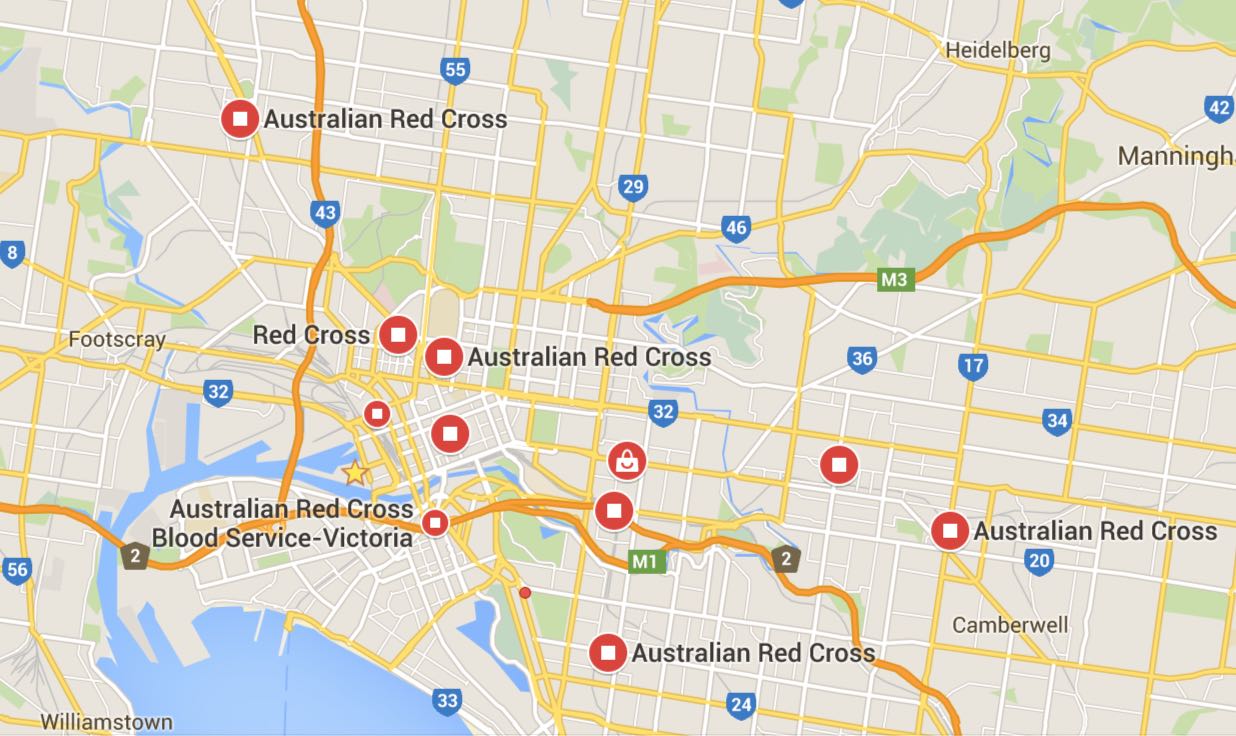 Heidelberg
55
42
Australian Red Cross
Manningh
29
43
46
8
M3
Red Cross
Footscray
Australian Red Cross
36
17
32
32
34
Australian Red Cross
Blood Service-Victoria
Australian Red Cross
2
M1
2
20
56
Camberwell
Australian Red Cross
33
24
Williamstown